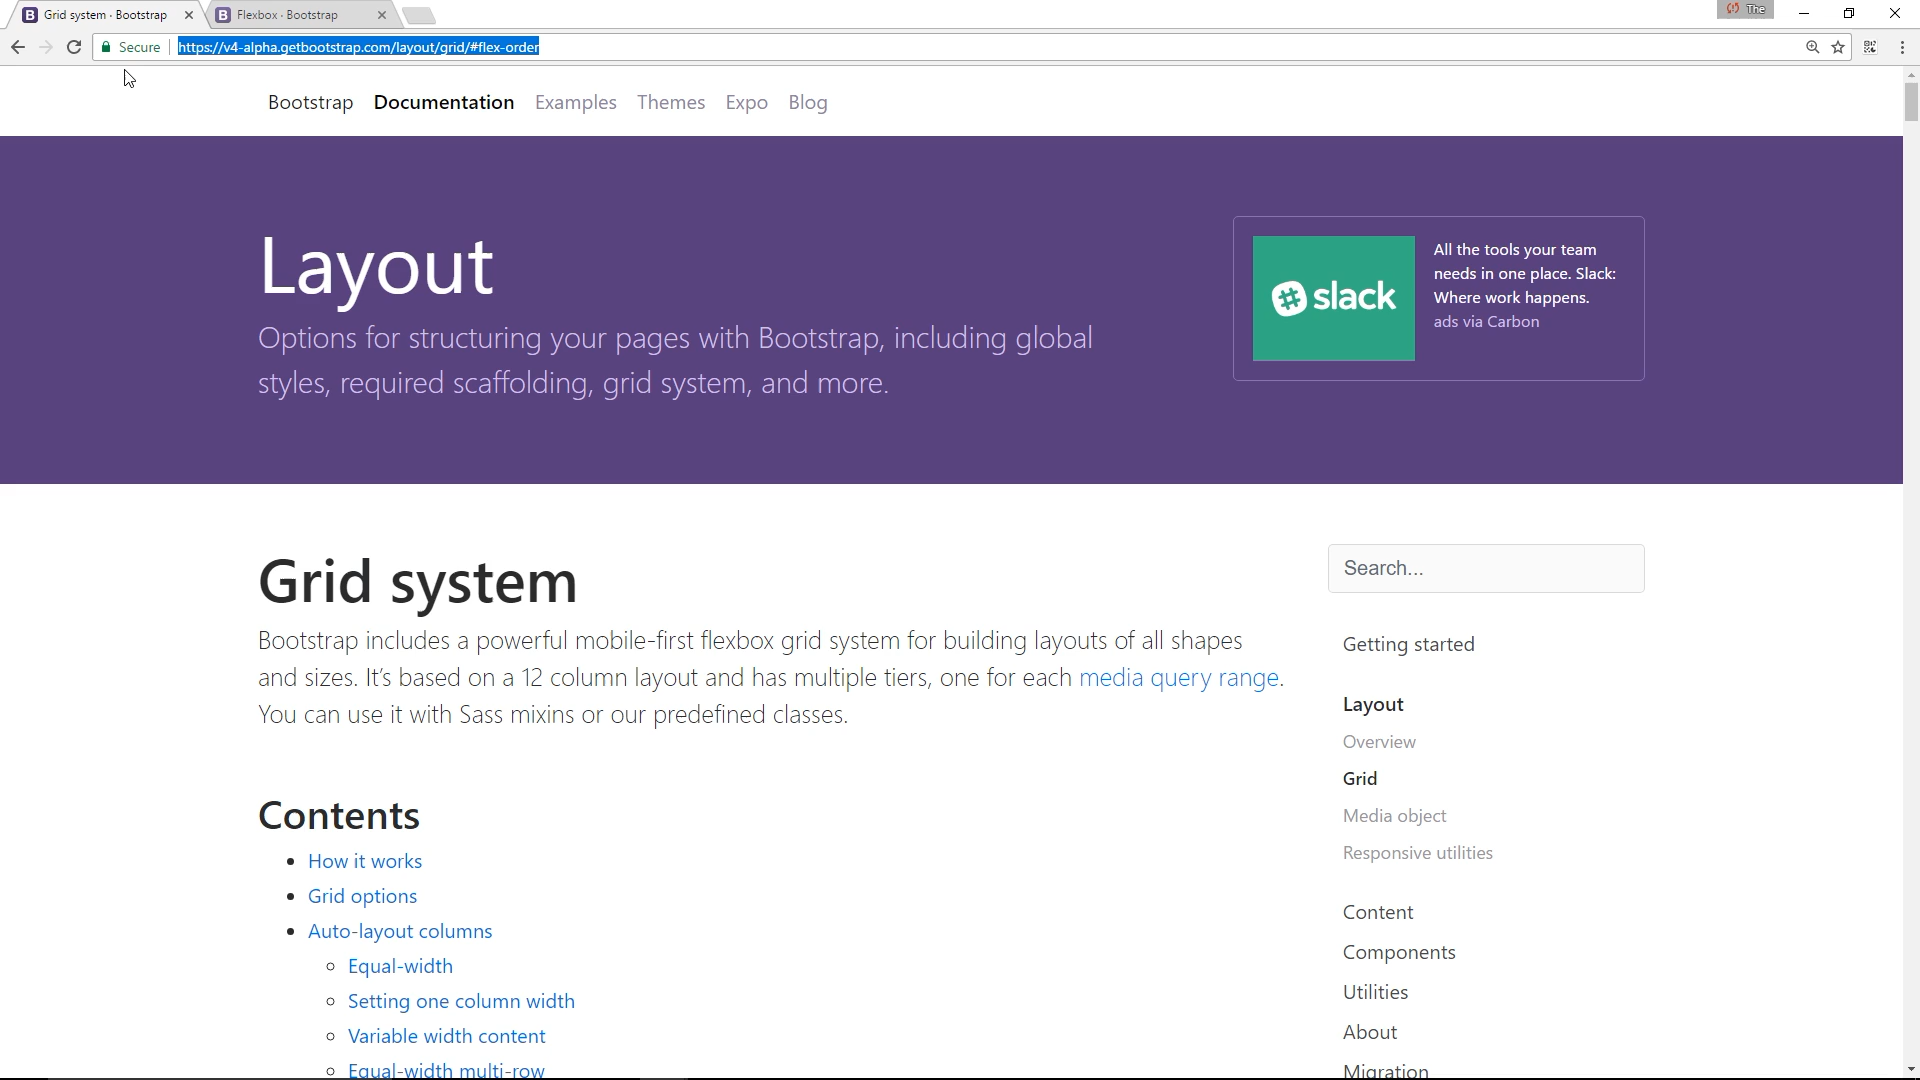 Grid system · Bootstrap
Flexbox · Bootstrap
The
Secure
https://v4-alpha.getbootstrap.com/layout/grid/#flex-order
Bootstrap Documentation Examples Themes Expo Blog
Layout
Options for structuring your pages with Bootstrap, including global
styles, required scaffolding, grid system, and more.
slack
All the tools your team
needs in one place. Slack:
Where work happens.
ads via Carbon
Grid system
Bootstrap includes a powerful mobile-first flexbox grid system for building layouts of all shapes
and sizes. It’s based on a 12 column layout and has multiple tiers, one for each media query range.
You can use it with Sass mixins or our predefined classes.
Contents
How it works
Grid options
Auto-layout columns
Equal-width
Setting one column width
Variable width content
Equal-width multi-row
Search...
Getting started
Layout
Overview
Grid
Media object
Responsive utilities
Content
Components
Utilities
About
Migration